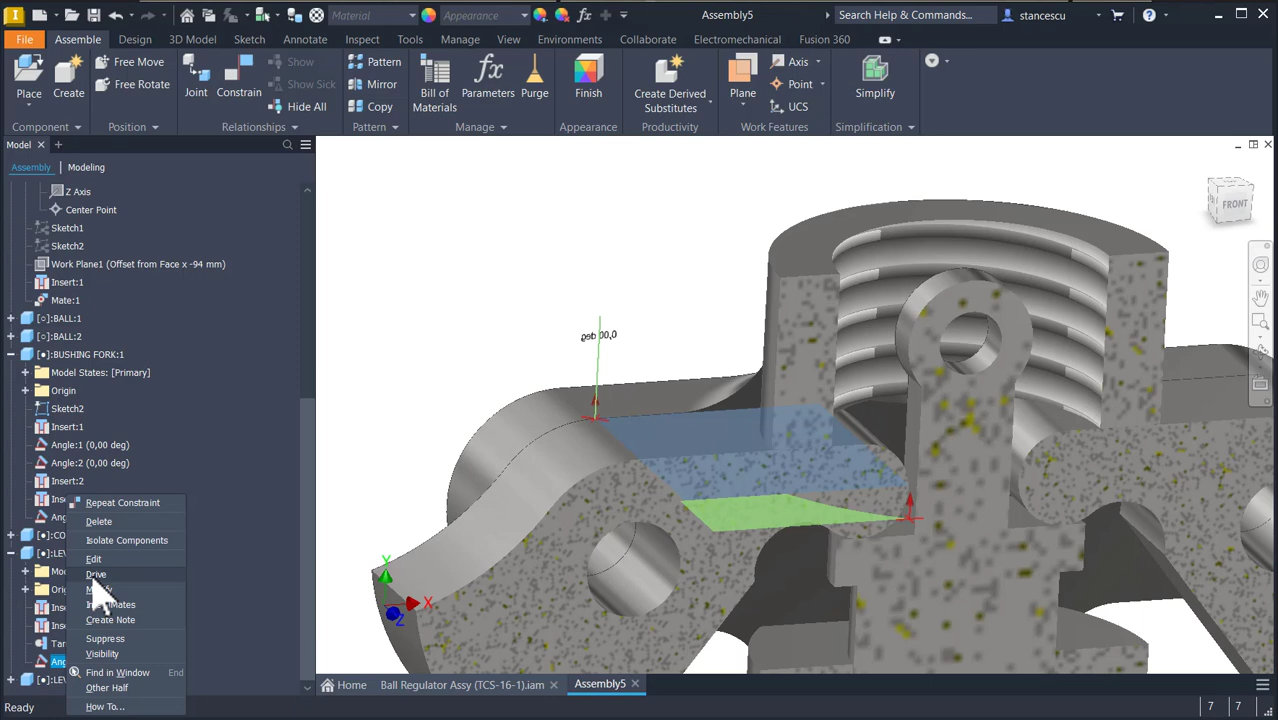 Material
Appearance
Assembly5
Search Help & Commands...
stancescu
File
Assemble
Design
3D Model
Sketch
Annotate
Inspect
Tools
Manage
View
Environments
Collaborate
Electromechanical
Fusion 360
Place
Create
Free Move
Free Rotate
Joint
Constrain
Show
Show Sick
Hide All
Pattern
Mirror
Copy
Bill of
Materials
Parameters
Purge
Finish
Create Derived
Substitutes
Plane
Axis
Point
UCS
Simplify
Component
Position
Relationships
Pattern
Manage
Appearance
Productivity
Work Features
Simplification
Model
Assembly
Modeling
Z Axis
Center Point
Sketch1
Sketch2
Work Plane1 (Offset from Face x -94 mm)
Insert:1
Mate:1
[○]:BALL:1
[○]:BALL:2
[●]:BUSHING FORK:1
Model States: [Primary]
Origin
Sketch2
Insert:1
Angle:1 (0,00 deg)
Angle:2 (0,00 deg)
Insert:2
Repeat Constraint
Delete
Isolate Components
Edit
Drive
Create Note
Suppress
Visibility
Find in Window End
Other Half
How To...
0,00 deg
FRONT
X
Y
Z
Home
Ball Regulator Assy (TCS-16-1).iam
Assembly5
Ready
7 7